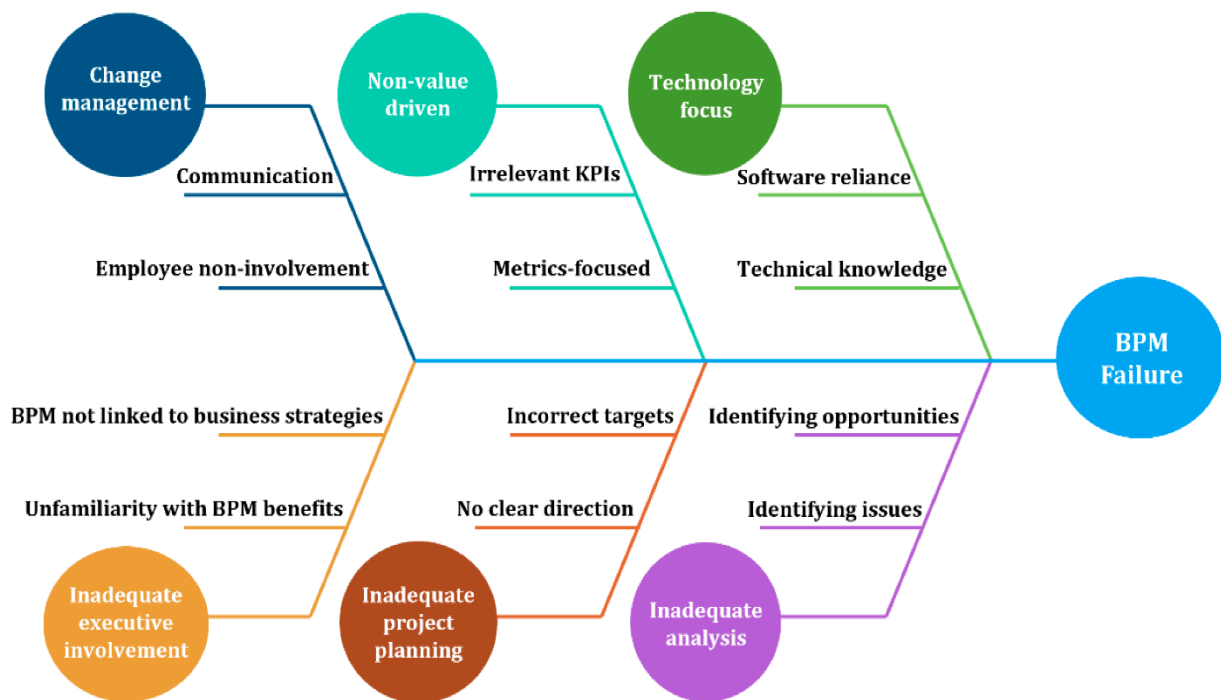 Change
management
Non-value
driven
Technology
focus
Communication
Irrelevant KPIs
Software reliance
Employee non-involvement
Metrics-focused
Technical knowledge
BPM
Failure
BPM not linked to business strategies
Incorrect targets
Identifying opportunities
Unfamiliarity with BPM benefits
No clear direction
Identifying issues
Inadequate
executive
involvement
Inadequate
project
planning
Inadequate
analysis